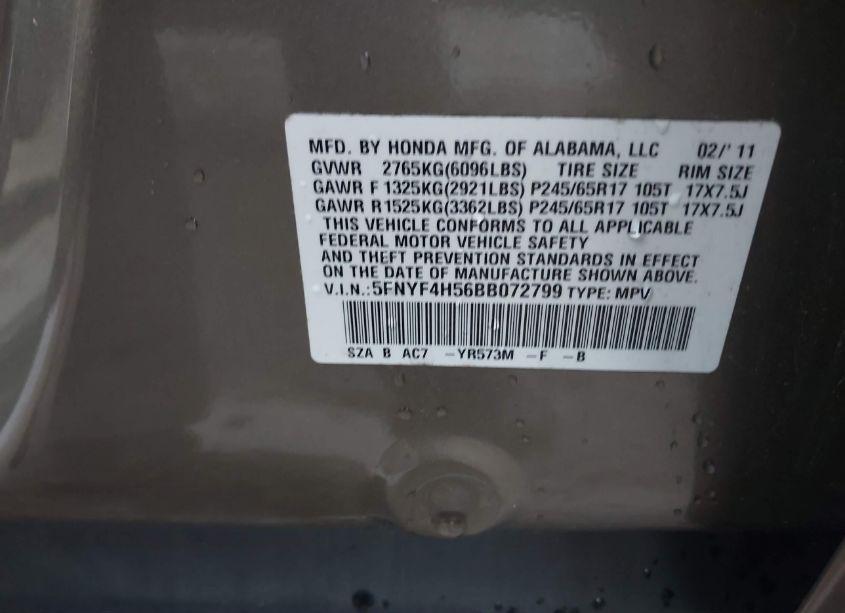 MFD. BY HONDA MFG. OF ALABAMA, LLC 02/' 11
GVWR 2765KG(6096LBS) TIRE SIZE RIM SIZE
GAWR F 1325KG(2921LBS) P245/65R17 105T 17X7.5J
GAWR R1525KG(3362LBS) P245/65R17 105T 17X7.5J
THIS VEHICLE CONFORMS TO ALL APPLICABLE
FEDERAL MOTOR VEHICLE SAFETY
AND THEFT PREVENTION STANDARDS IN EFFECT
ON THE DATE OF MANUFACTURE SHOWN ABOVE.
V.I.N.:5FNYF4H56BB072799 TYPE: MPV
SZA B AC7 -YR573M -F -B